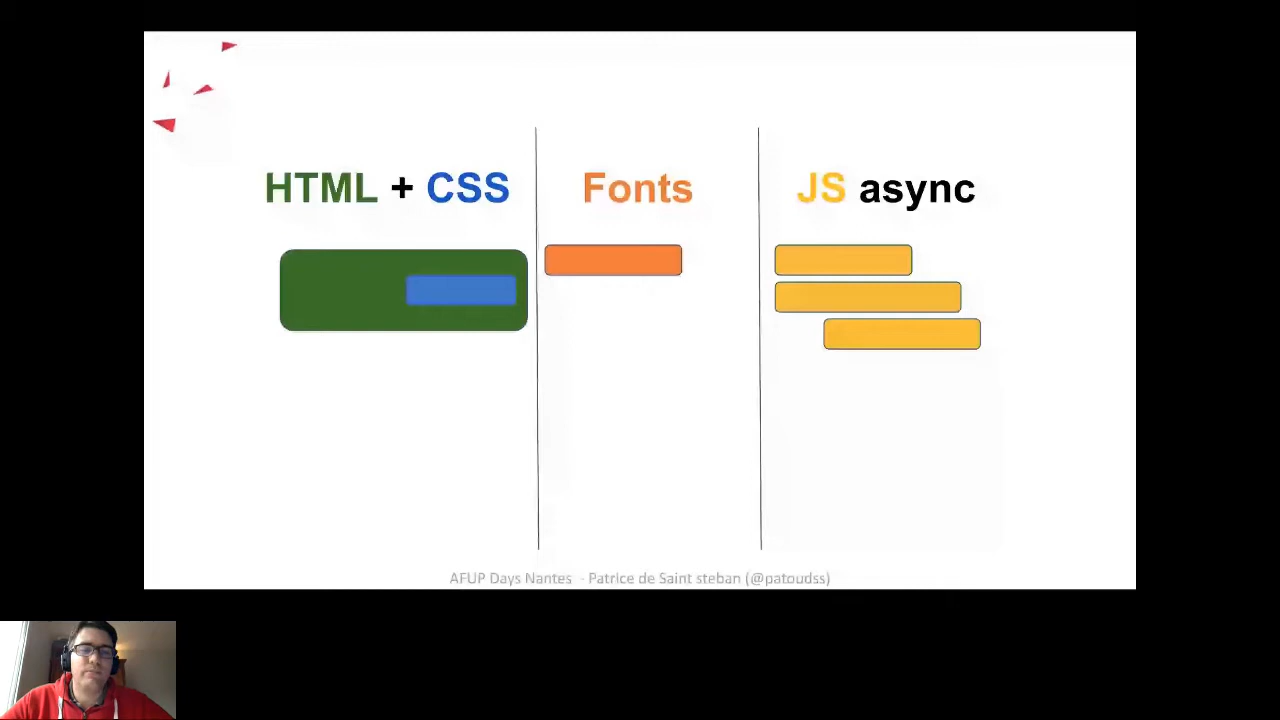 HTML + CSS
Fonts
JS async
AFUP Days Nantes - Patrice de Saint steban (@patoudss)